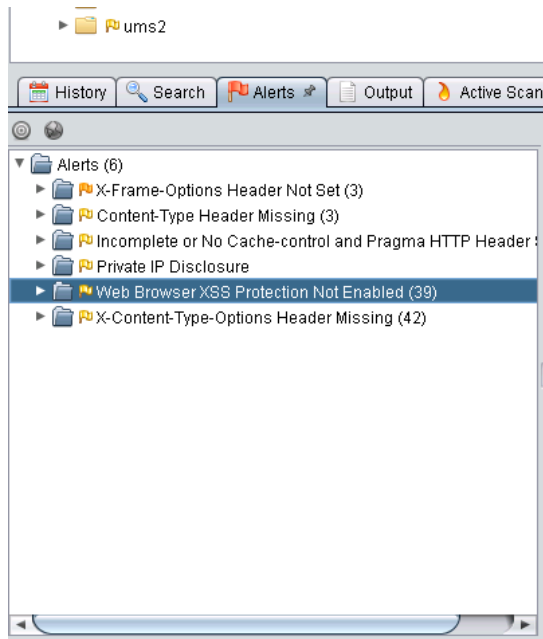 ums2
History Search Alerts Output Active Scan
Alerts (6)
X-Frame-Options Header Not Set (3)
Content-Type Header Missing (3)
Incomplete or No Cache-control and Pragma HTTP Header
Private IP Disclosure
Web Browser XSS Protection Not Enabled (39)
X-Content-Type-Options Header Missing (42)